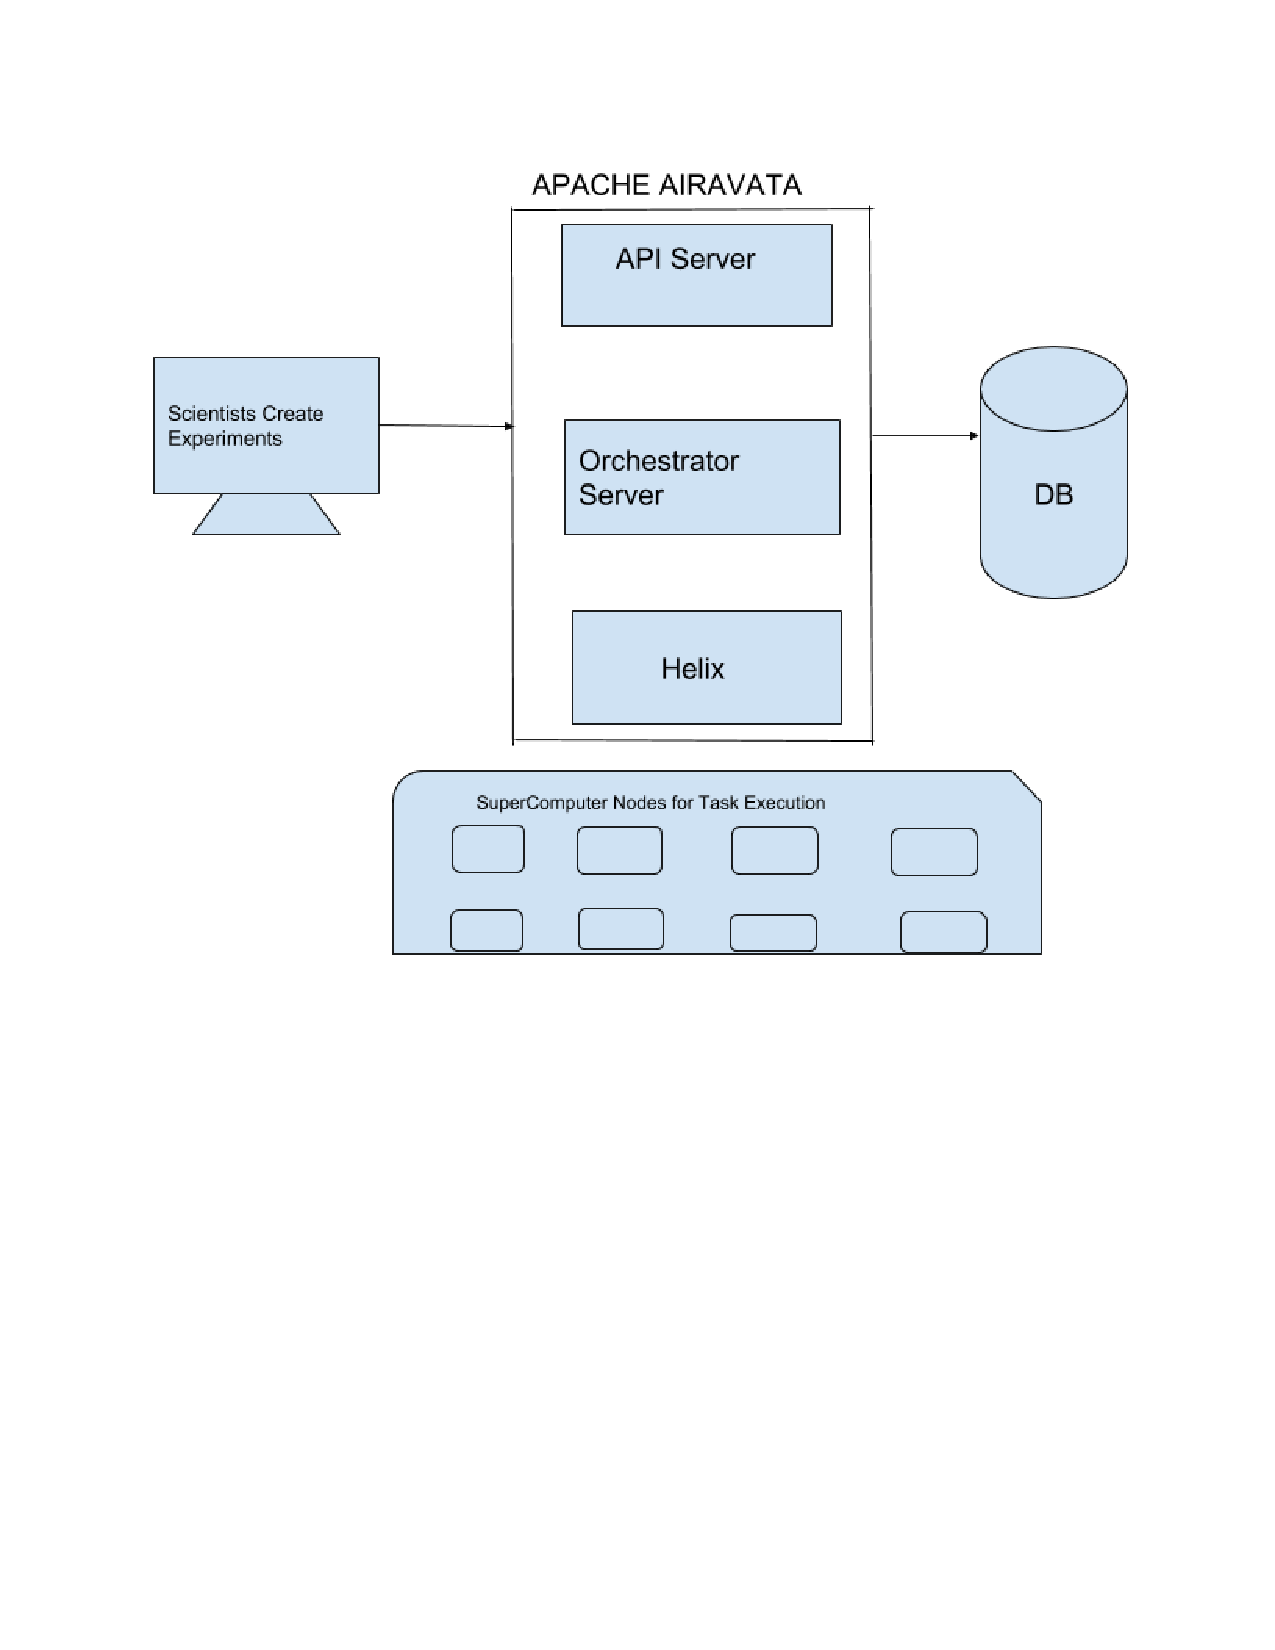 APACHE AIRAVATA
API Server
Scientists Create
Experiments
Orchestrator
Server
DB
Helix
SuperComputer Nodes for Task Execution